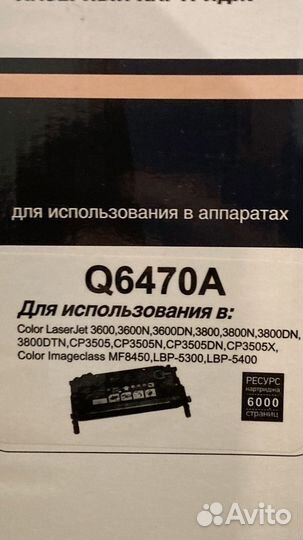 для использования в аппаратах
Q6470A
Для использования в:
Color LaserJet 3600,3600N,3600DN,3800,3800N,3800DN,
3800DTN,CP3505,CP3505N,CP3505DN,CP3505X,
Color Imageclass MF8450,LBP-5300,LBP-5400
РЕСУРС
картриджа
6000
страниц
Avito